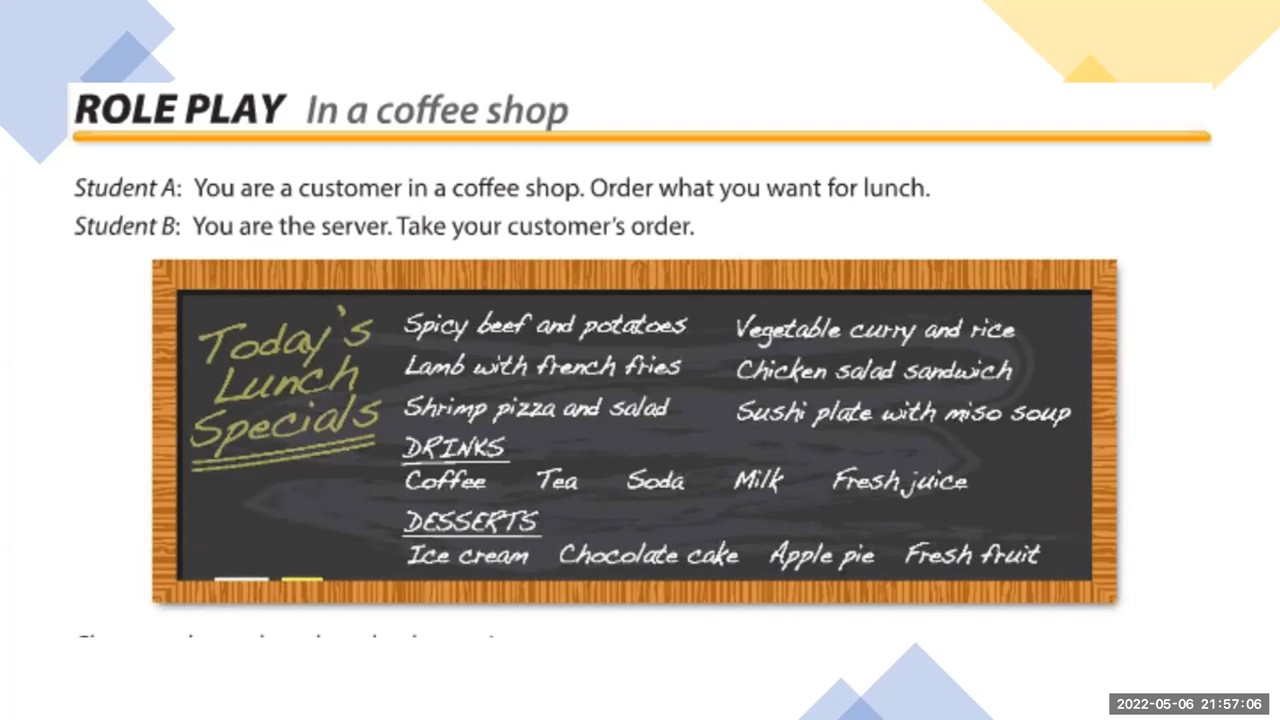 ROLE PLAY In a coffee shop
Student A: You are a customer in a coffee shop. Order what you want for lunch.
Student B: You are the server. Take your customer's order.
Today's
Lunch
Specials
Spicy beef and potatoes
Lamb with french fries
Shrimp pizza and salad
Vegetable curry and rice
Chicken salad sandwich
Sushi plate with miso soup
DRINKS
Coffee Tea Soda Milk Fresh juice
DESSERTS
Ice cream Chocolate cake Apple pie Fresh fruit
2022-05-06 21:57:06